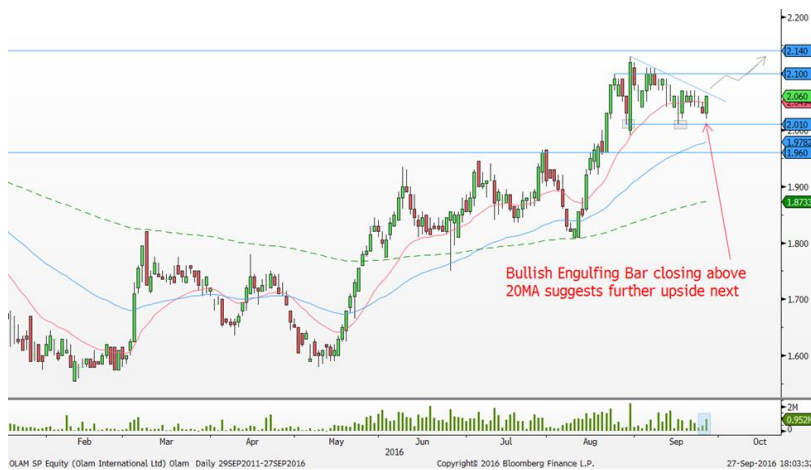 2.200
2.140
2.100
2.060
2.010
2.000
1.9782
1.960
1.900
1.8733
1.800
1.700
1.600
Bullish Engulfing Bar closing above
20MA suggests further upside next
2M
0.952M
Feb Mar Apr May Jun Jul Aug Sep Oct
2016
OLAM SP Equity (Olam International Ltd) Olam Daily 29SEP2011-27SEP2016 Copyright© 2016 Bloomberg Finance L.P. 27-Sep-2016 18:03:32